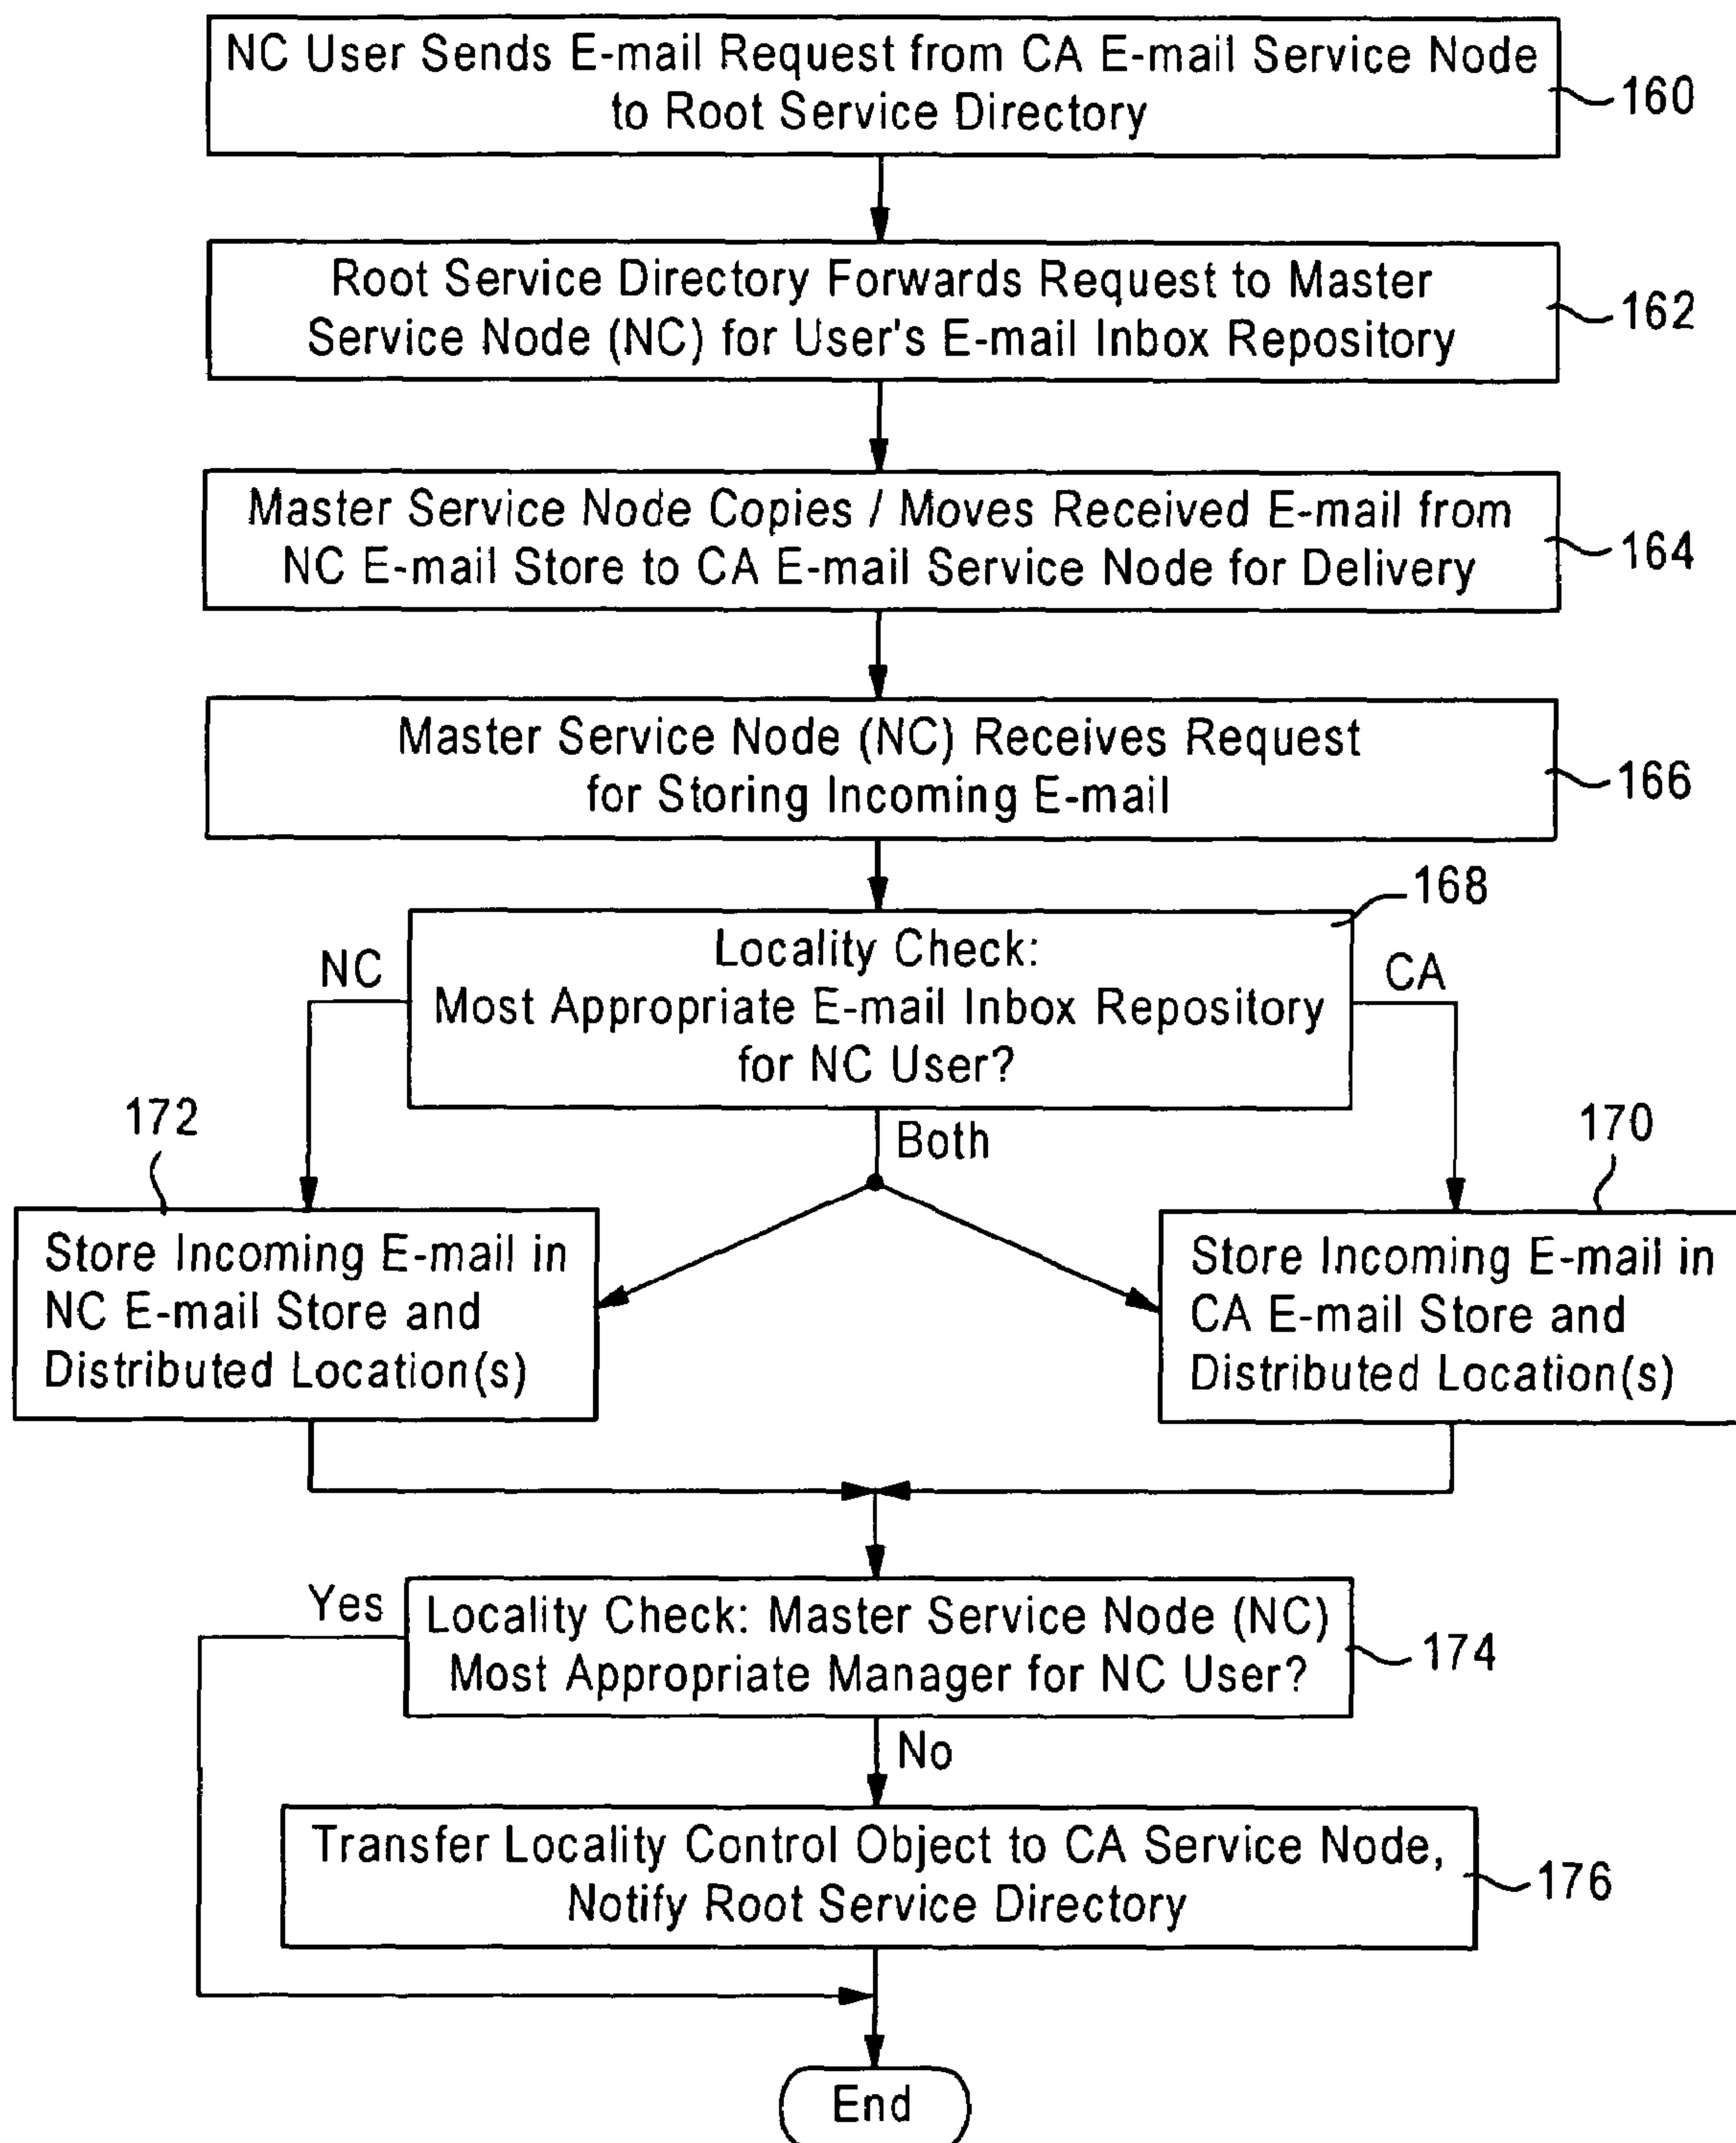 NC User Sends E-mail Request from CA E-mail Service Node
to Root Service Directory
160
Root Service Directory Forwards Request to Master
Service Node (NC) for User's E-mail Inbox Repository
162
Master Service Node Copies / Moves Received E-mail from
NC E-mail Store to CA E-mail Service Node for Delivery
164
Master Service Node (NC) Receives Request
for Storing Incoming E-mail
166
168
Locality Check:
Most Appropriate E-mail Inbox Repository
for NC User?
NC
CA
Both
172
170
Store Incoming E-mail in
NC E-mail Store and
Distributed Location(s)
Store Incoming E-mail in
CA E-mail Store and
Distributed Location(s)
Yes
Locality Check: Master Service Node (NC)
Most Appropriate Manager for NC User?
174
No
Transfer Locality Control Object to CA Service Node,
Notify Root Service Directory
176
End